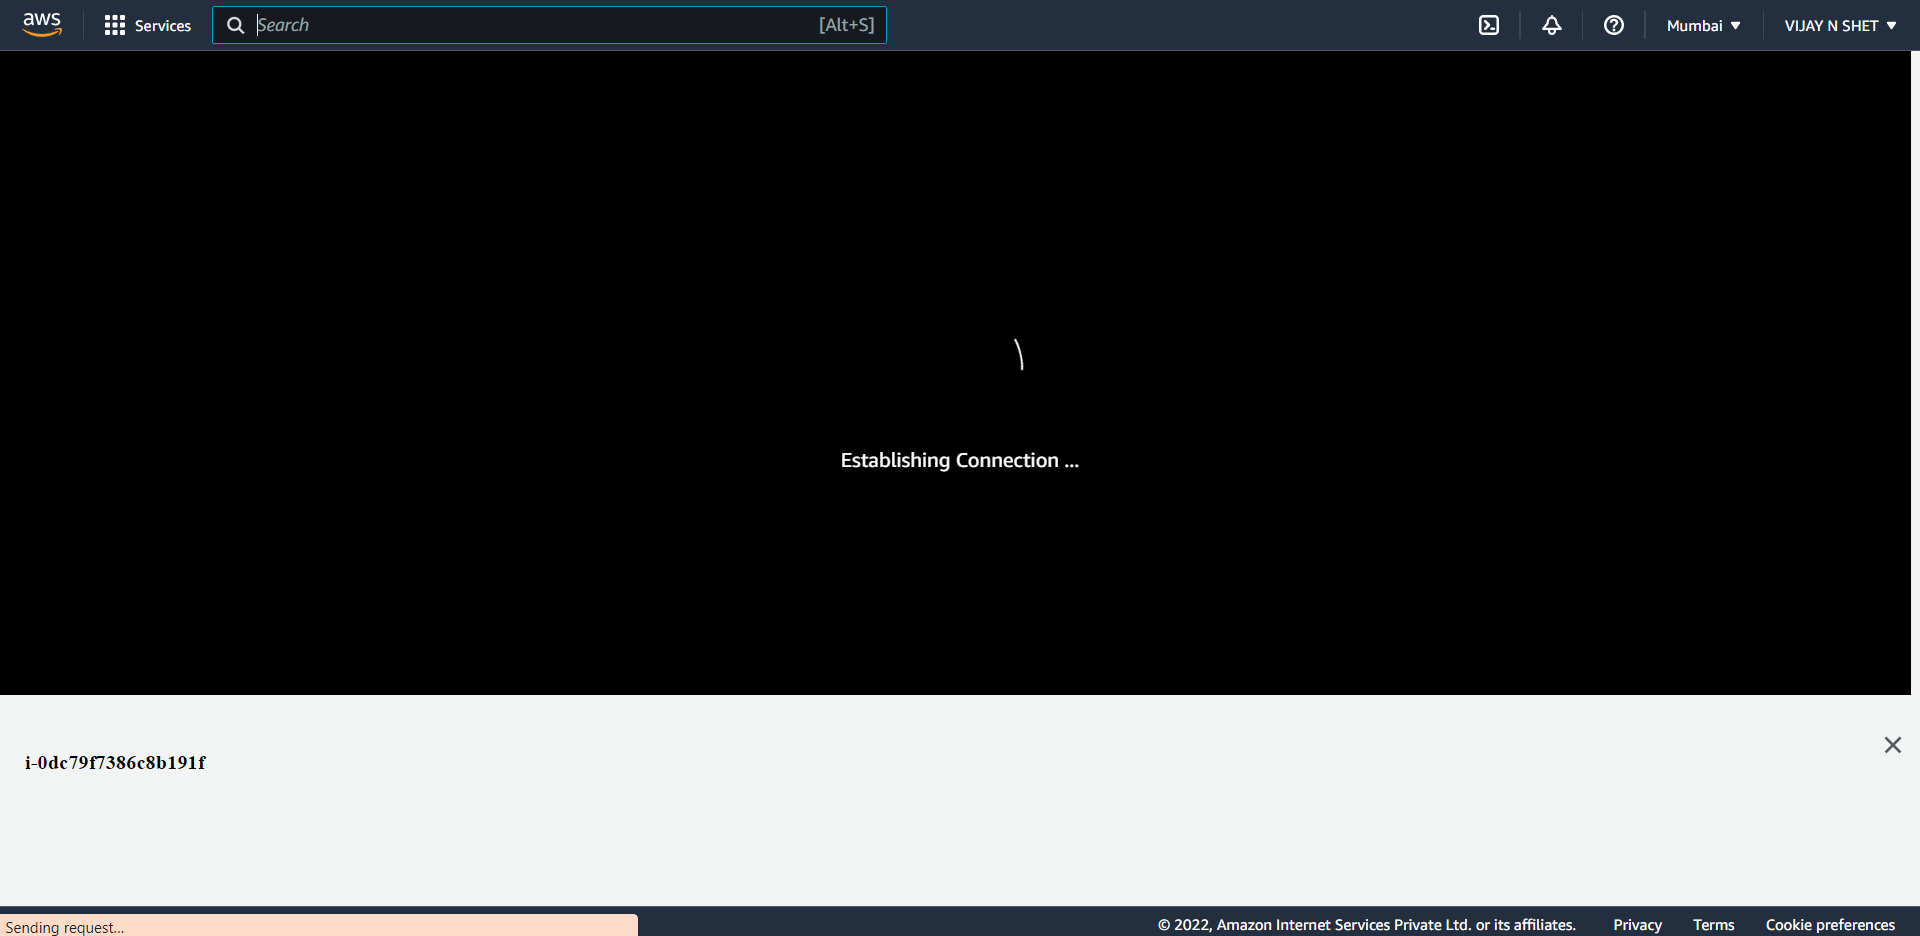 aws Services Search [Alt+S] Mumbai VIJAY N SHET
Establishing Connection ...
i-0dc79f7386c8b191f
Sending request... © 2022, Amazon Internet Services Private Ltd. or its affiliates. Privacy Terms Cookie preferences